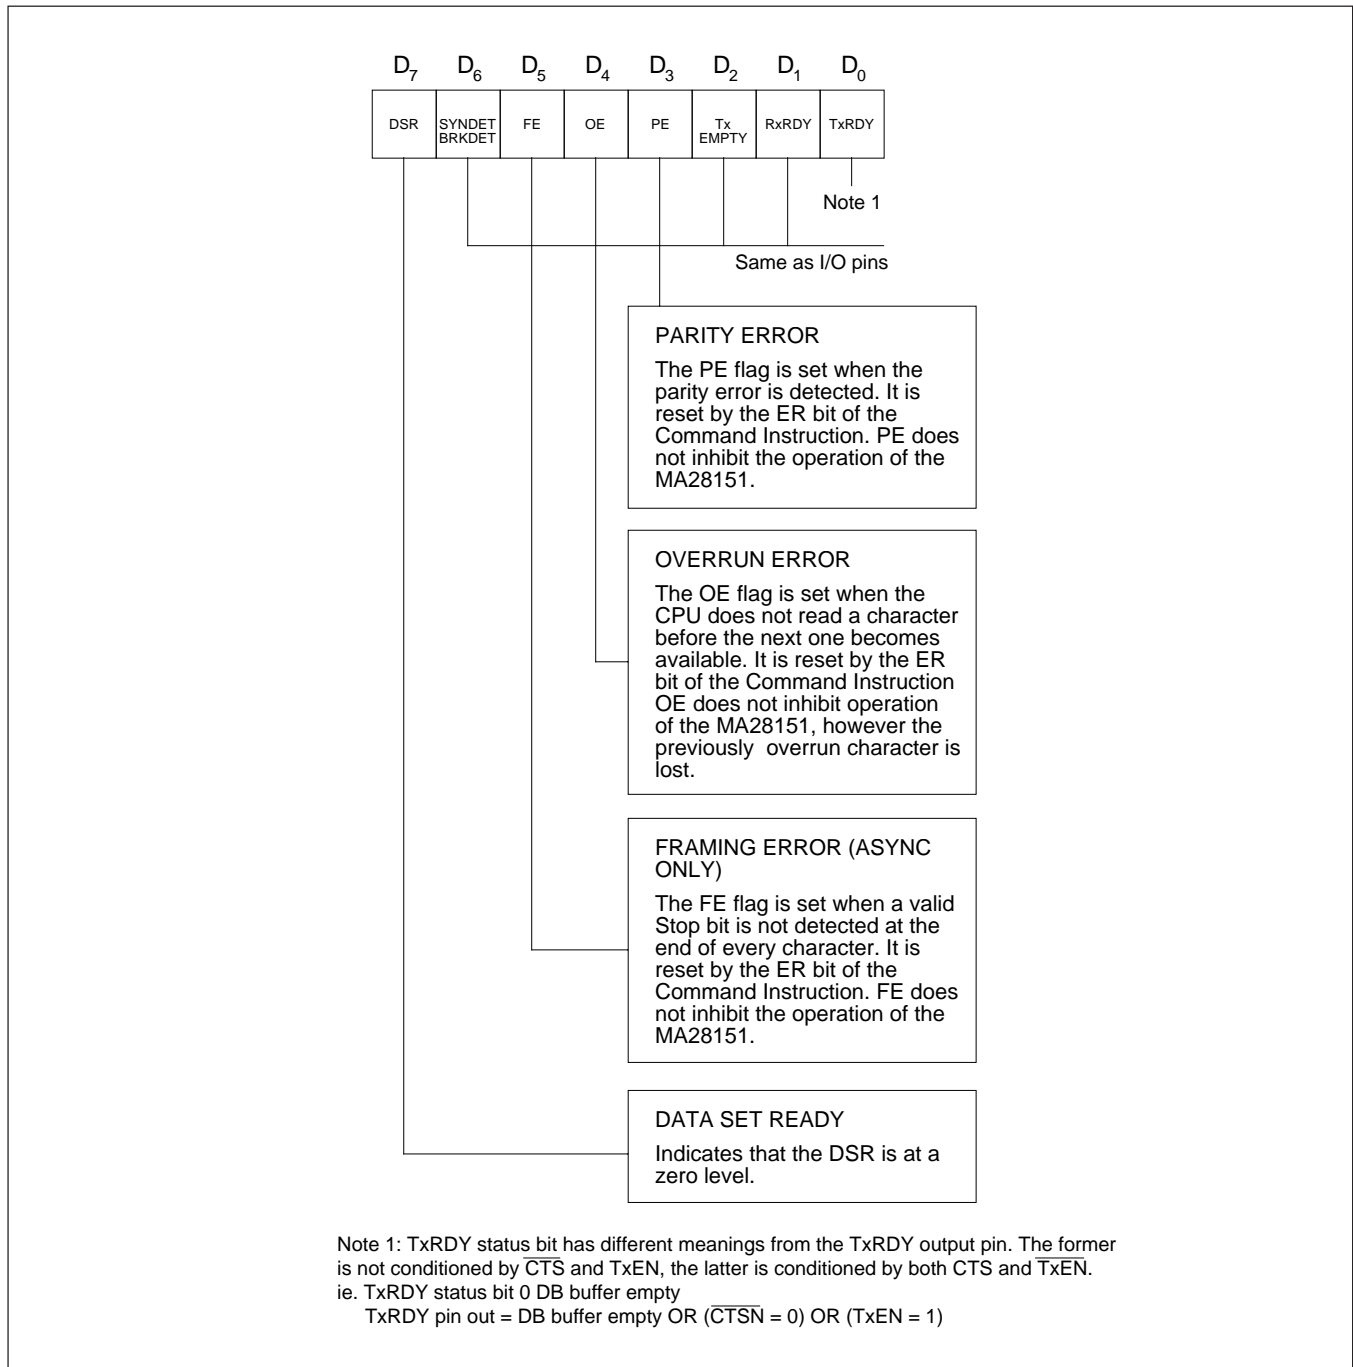 D7 D6 D5 D4 D3 D2 D1 D0
DSR SYNDET BRKDET FE OE PE Tx EMPTY RxRDY TxRDY
Note 1
Same as I/O pins
PARITY ERROR
The PE flag is set when the
parity error is detected. It is
reset by the ER bit of the
Command Instruction. PE does
not inhibit the operation of the
MA28151.
OVERRUN ERROR
The OE flag is set when the
CPU does not read a character
before the next one becomes
available. It is reset by the ER
bit of the Command Instruction
OE does not inhibit operation
of the MA28151, however the
previously overrun character is
lost.
FRAMING ERROR (ASYNC
ONLY)
The FE flag is set when a valid
Stop bit is not detected at the
end of every character. It is
reset by the ER bit of the
Command Instruction. FE does
not inhibit the operation of the
MA28151.
DATA SET READY
Indicates that the DSR is at a
zero level.
Note 1: TxRDY status bit has different meanings from the TxRDY output pin. The former
is not conditioned by C̅T̅S̅ and TxEN, the latter is conditioned by both CTS and T̅x̅E̅N̅.
ie. TxRDY status bit 0 DB buffer empty
TxRDY pin out = DB buffer empty OR (C̅T̅S̅N̅ = 0) OR (TxEN = 1)